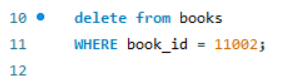 10 delete from books
11 WHERE book_id = 11002;
12